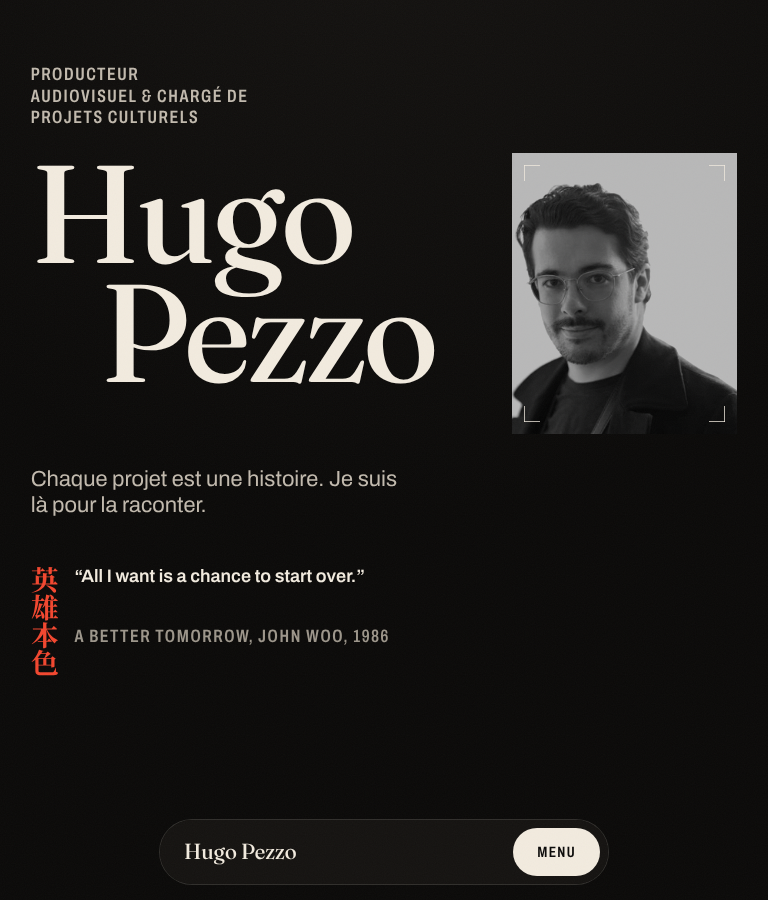 PRODUCTEUR
AUDIOVISUEL & CHARGÉ DE
PROJETS CULTURELS
Hugo
Pezzo
Chaque projet est une histoire. Je suis
là pour la raconter.
英雄本色
“All I want is a chance to start over.”
A BETTER TOMORROW, JOHN WOO, 1986
Hugo Pezzo
MENU